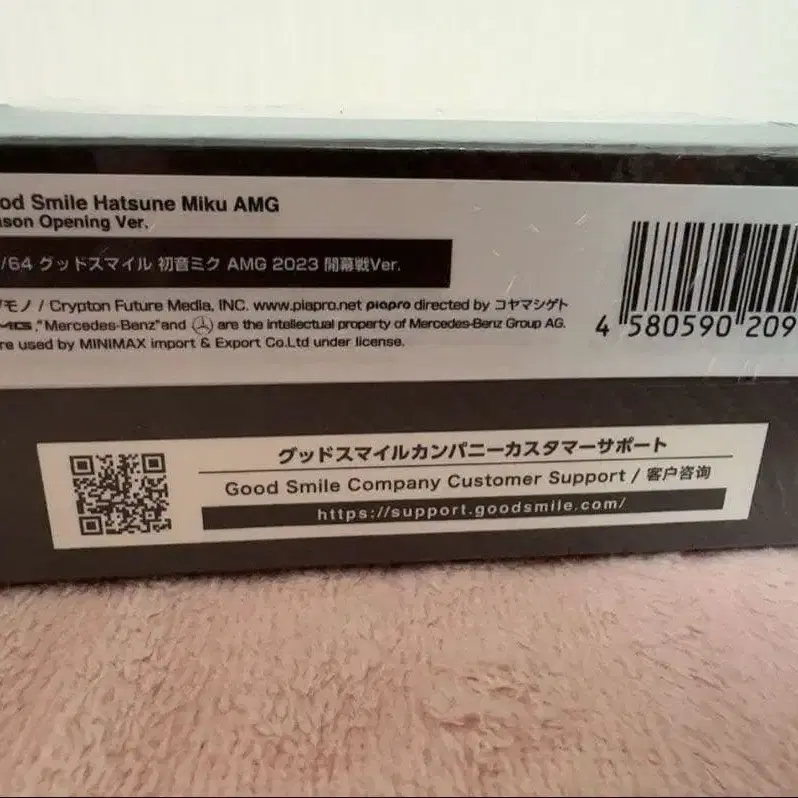 ood Smile Hatsune Miku AMG
ason Opening Ver.
/64 グッドスマイル 初音ミク AMG 2023 開幕戦Ver.
モノ / Crypton Future Media, INC. www.piapro.net piapro directed by コヤマシゲト
AMG, "Mercedes-Benz"and are the intellectual property of Mercedes-Benz Group AG.
re used by MINIMAX import & Export Co.Ltd under license.
4 580590 209
グッドスマイルカンパニーカスタマーサポート
Good Smile Company Customer Support / 客户咨询
https://support.goodsmile.com/